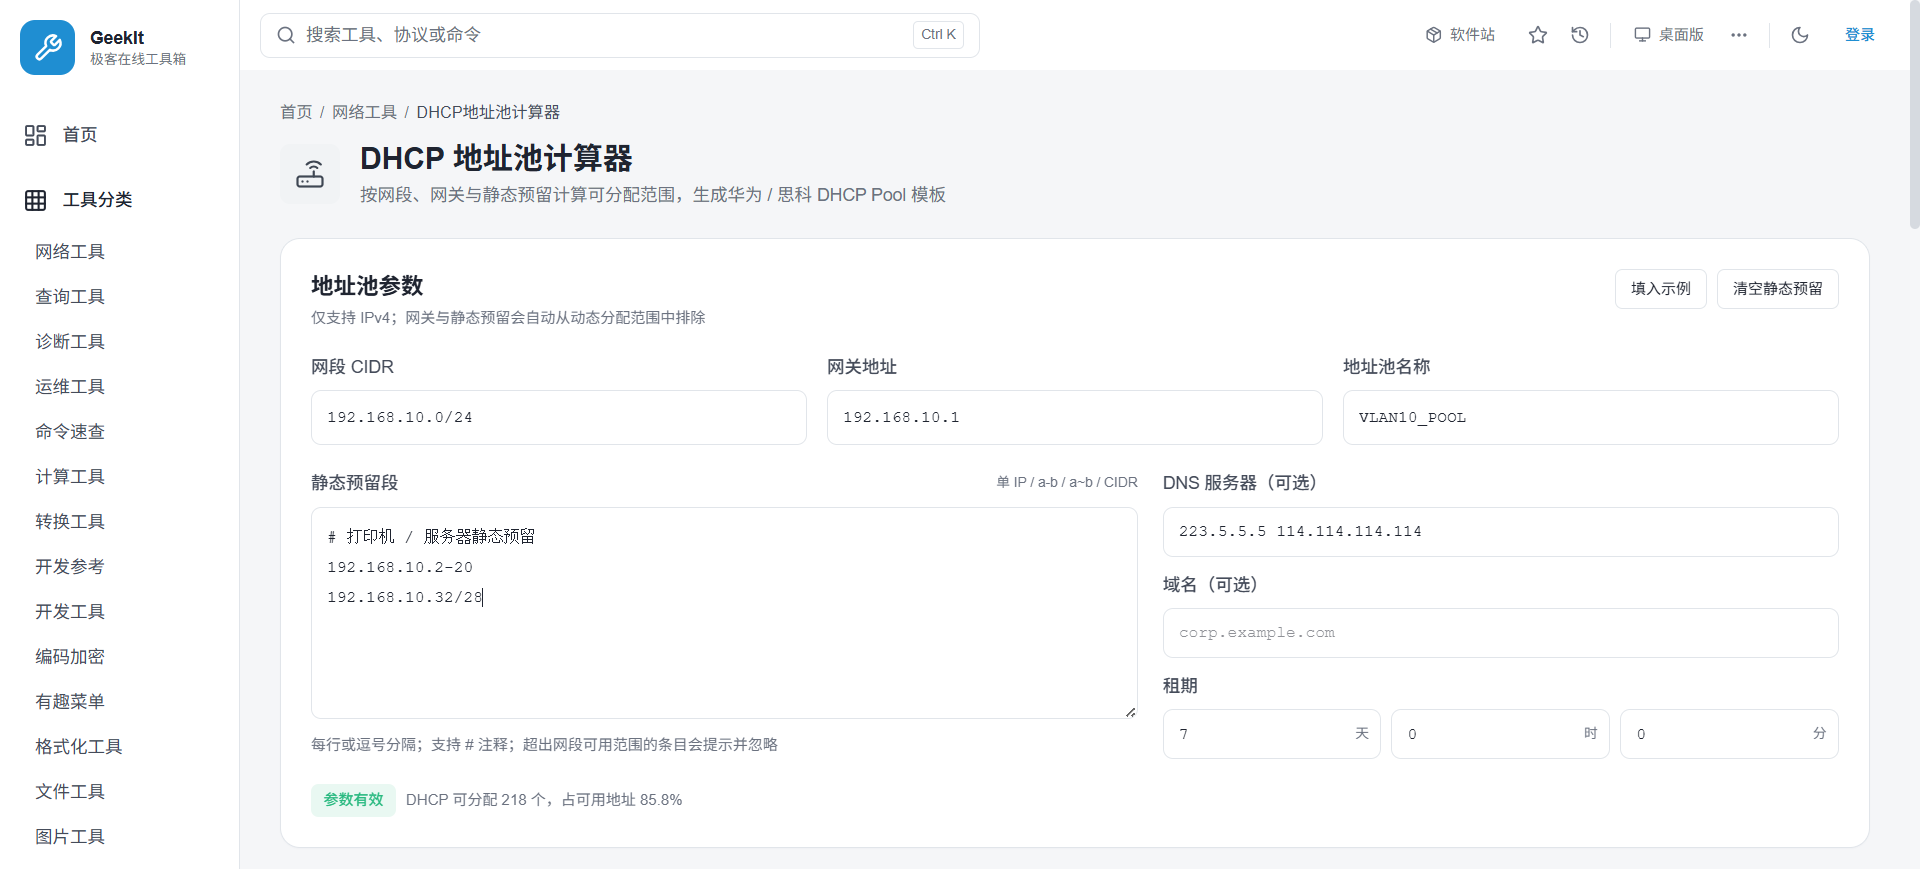 GeekIt
极客在线工具箱
搜索工具、协议或命令
Ctrl K
软件站
桌面版
登录
首页
工具分类
网络工具
查询工具
诊断工具
运维工具
命令速查
计算工具
转换工具
开发参考
开发工具
编码加密
有趣菜单
格式化工具
文件工具
图片工具
首页 / 网络工具 / DHCP地址池计算器
DHCP 地址池计算器
按网段、网关与静态预留计算可分配范围，生成华为 / 思科 DHCP Pool 模板
地址池参数
仅支持 IPv4；网关与静态预留会自动从动态分配范围中排除
填入示例
清空静态预留
网段 CIDR
192.168.10.0/24
网关地址
192.168.10.1
地址池名称
VLAN10_POOL
静态预留段
单 IP / a-b / a~b / CIDR
# 打印机 / 服务器静态预留
192.168.10.2-20
192.168.10.32/28
每行或逗号分隔；支持 # 注释；超出网段可用范围的条目会提示并忽略
DNS 服务器（可选）
223.5.5.5 114.114.114.114
域名（可选）
corp.example.com
租期
7 天
0 时
0 分
参数有效
DHCP 可分配 218 个，占可用地址 85.8%